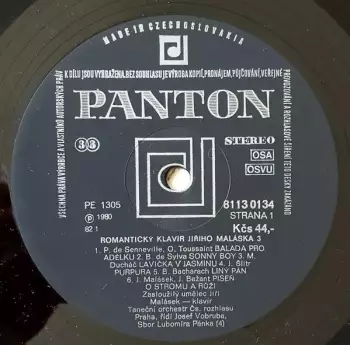 MADE IN CZECHOSLOVAKIA
VŠECHNA PRÁVA VÝROBCE A VLASTNÍKŮ AUTORSKÝCH PRÁV K DÍLU JSOU VYHRAŽENA. BEZ SOUHLASU JE VÝROBA KOPIÍ, PRONÁJEM, PŮJČOVÁNÍ, VEŘEJNÉ PROVOZOVÁNÍ A ROZHLASOVÉ ŠÍŘENÍ TÉTO DESKY ZAKÁZÁNO
PANTON
33
STEREO
OSA
OSVU
PE 1305
8113 0134
Ⓟ 1980
STRANA 1
82 1
Kčs 44,-
ROMANTICKÝ KLAVÍR JIŘÍHO MALÁSKA 3
1. P. de Senneville, O. Toussaint BALADA PRO
ADÉLKU 2. B. de Sylva SONNY BOY 3. M.
Ducháč LAVIČKA V JASMÍNU 4. J. Šlitr
PURPURA 5. B. Bacharach LÍNÝ PÁN
6. J. Malásek, J. Bažant PÍSEŇ
O STROMU A RŮŽI
Zasloužilý umělec Jiří
Malásek – klavír
Taneční orchestr Čs. rozhlasu
Praha, řídí Josef Vobruba,
Sbor Lubomíra Pánka (4)